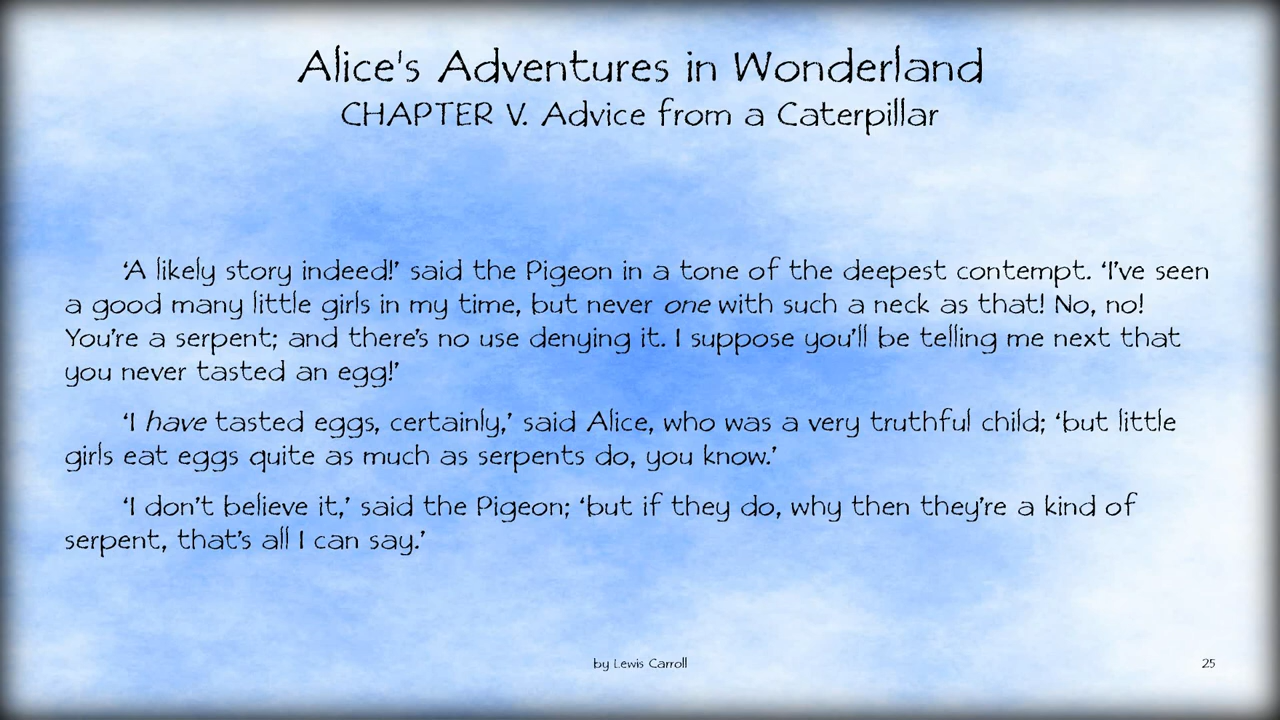 Alice's Adventures in Wonderland
CHAPTER V. Advice from a Caterpillar
‘A likely story indeed!’ said the Pigeon in a tone of the deepest contempt. ‘I’ve seen
a good many little girls in my time, but never one with such a neck as that! No, no!
You’re a serpent; and there’s no use denying it. I suppose you’ll be telling me next that
you never tasted an egg!’
‘I have tasted eggs, certainly,’ said Alice, who was a very truthful child; ‘but little
girls eat eggs quite as much as serpents do, you know.’
‘I don’t believe it,’ said the Pigeon; ‘but if they do, why then they’re a kind of
serpent, that’s all I can say.’
by Lewis Carroll
25